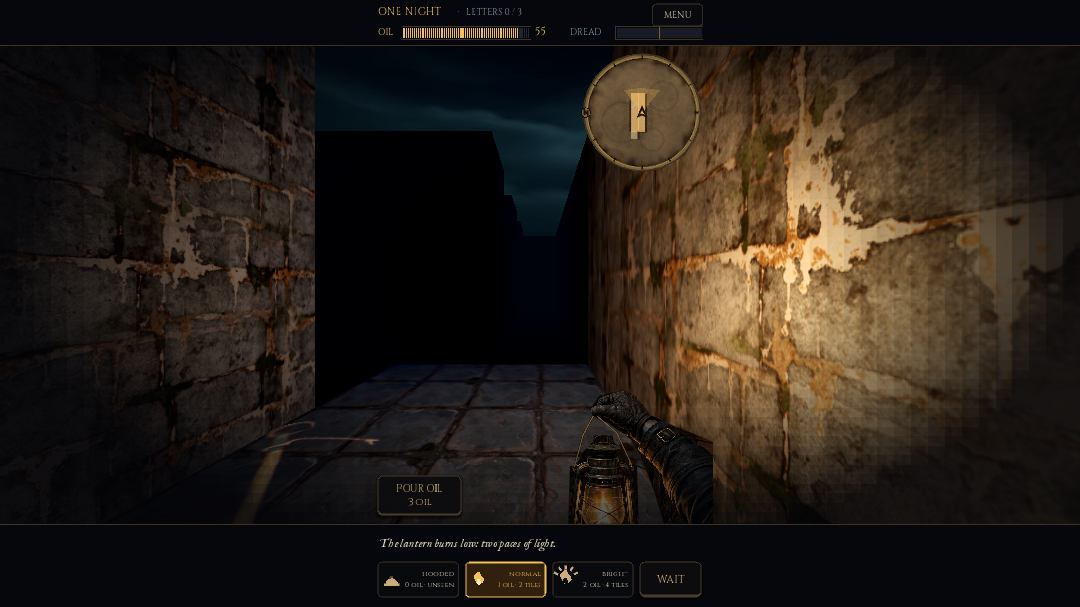 ONE NIGHT · LETTERS 0 / 3
MENU
OIL 55 DREAD
A
POUR OIL
3 OIL
The lantern burns low: two paces of light.
HOODED
0 OIL · UNSEEN
NORMAL
1 OIL · 2 TILES
BRIGHT
2 OIL · 4 TILES
WAIT